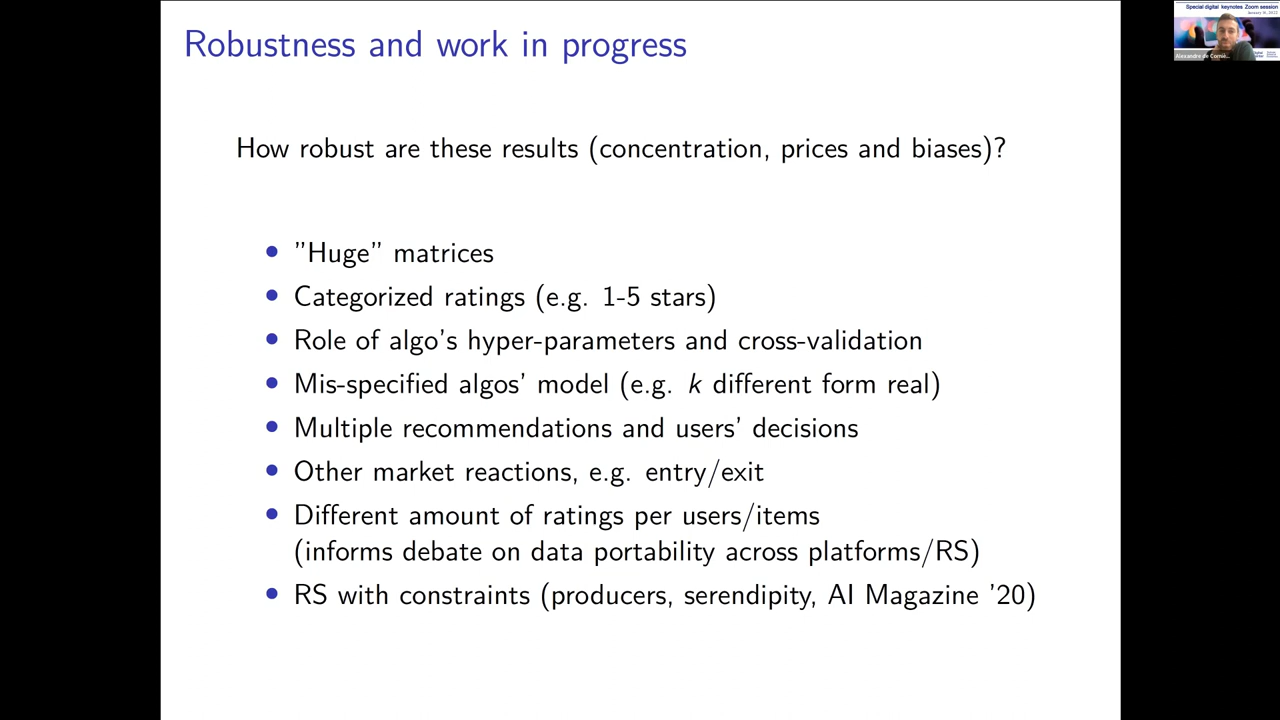 Robustness and work in progress
How robust are these results (concentration, prices and biases)?
• ”Huge” matrices
• Categorized ratings (e.g. 1-5 stars)
• Role of algo's hyper-parameters and cross-validation
• Mis-specified algos' model (e.g. k different form real)
• Multiple recommendations and users' decisions
• Other market reactions, e.g. entry/exit
• Different amount of ratings per users/items
(informs debate on data portability across platforms/RS)
• RS with constraints (producers, serendipity, AI Magazine '20)
Special digital keynotes Zoom session
Alexandre de Corniè...